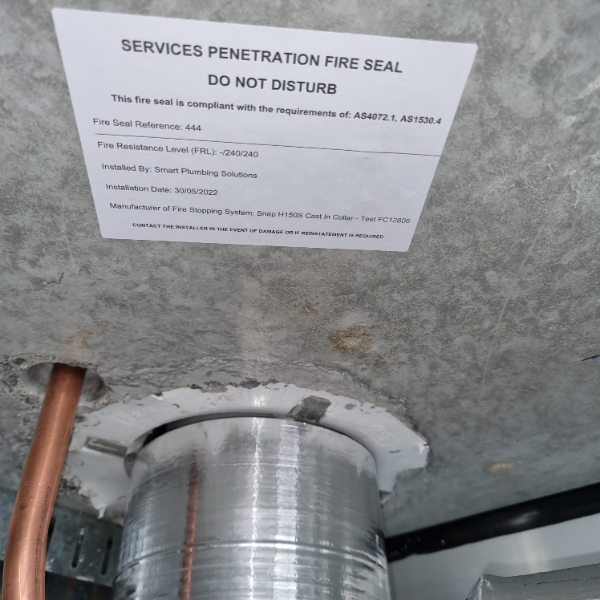 SERVICES PENETRATION FIRE SEAL
DO NOT DISTURB
This fire seal is compliant with the requirements of: AS4072.1, AS1530.4
Fire Seal Reference: 444
Fire Resistance Level (FRL): -/240/240
Installed By: Smart Plumbing Solutions
Installation Date: 30/05/2022
Manufacturer of Fire Stopping System: Snap H150S Cast In Collar - Test FC12806
CONTACT THE INSTALLER IN THE EVENT OF DAMAGE OR IF REINSTATEMENT IS REQUIRED